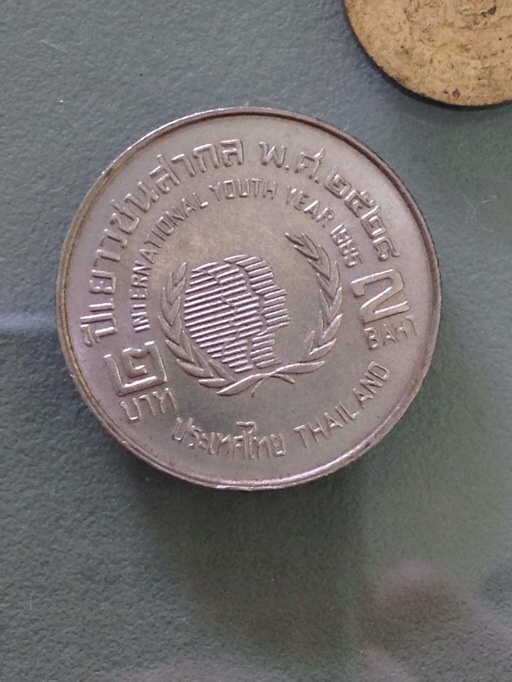 ปีเยาวชนสากล พ.ศ.๒๕๒๘
INTERNATIONAL YOUTH YEAR 1985
๒
บาท
2
BAHT
ประเทศไทย THAILAND